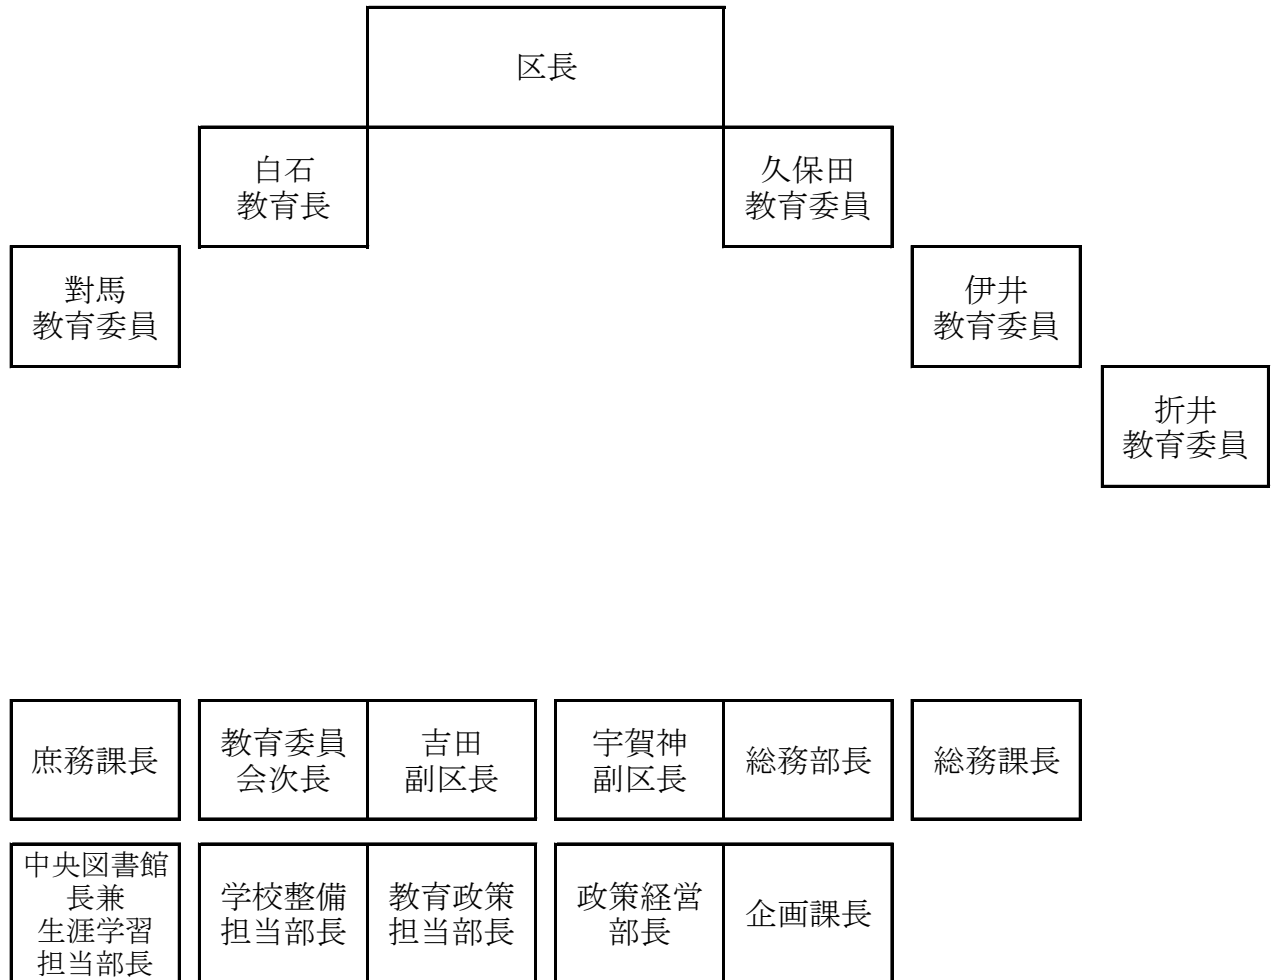 区長
白石
教育長
久保田
教育委員
對馬
教育委員
伊井
教育委員
折井
教育委員
庶務課長
教育委員
会次長
吉田
副区長
宇賀神
副区長
総務部長
総務課長
中央図書館
長兼
生涯学習
担当部長
学校整備
担当部長
教育政策
担当部長
政策経営
部長
企画課長